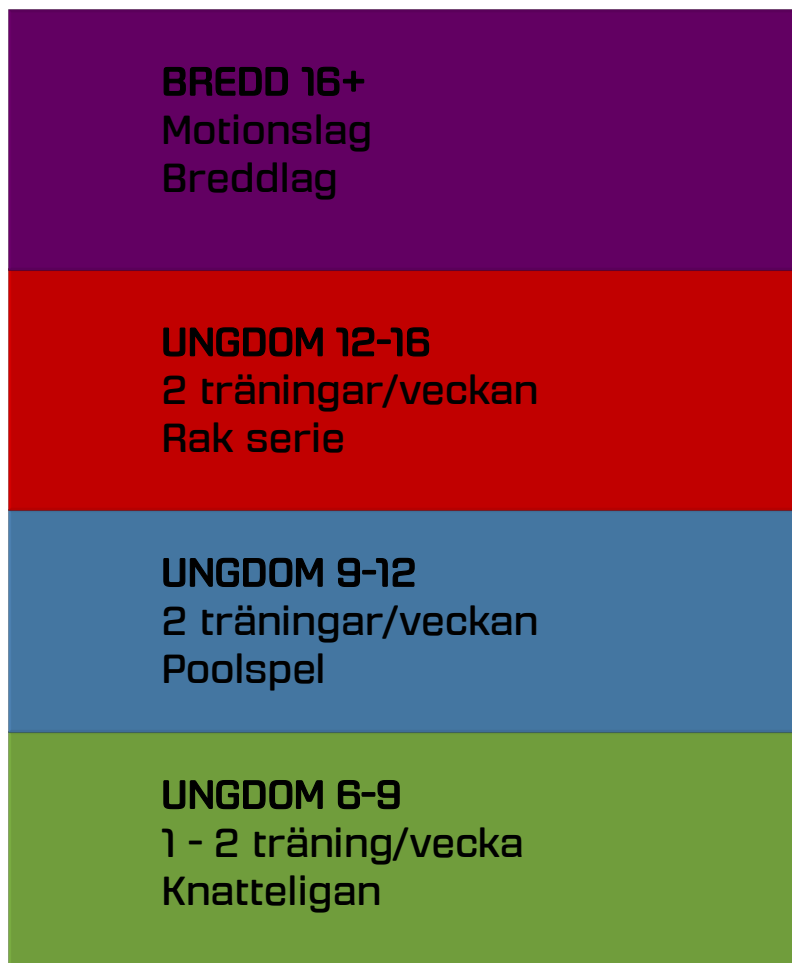 BREDD 16+
Motionslag
Breddlag
UNGDOM 12-16
2 träningar/veckan
Rak serie
UNGDOM 9-12
2 träningar/veckan
Poolspel
UNGDOM 6-9
1 - 2 träning/vecka
Knatteligan